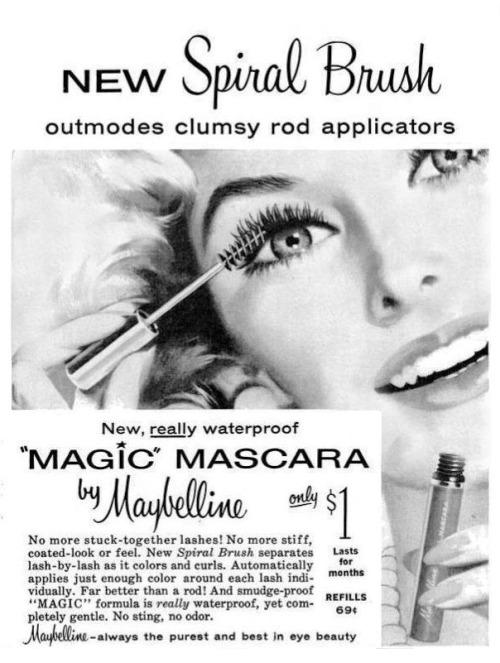 NEW Spiral Brush
outmodes clumsy rod applicators
New, really waterproof
"MAGIC" MASCARA
by Maybelline
only $1
Lasts
for
months
REFILLS
69¢
No more stuck-together lashes! No more stiff,
coated-look or feel. New Spiral Brush separates
lash-by-lash as it colors and curls. Automatically
applies just enough color around each lash indi-
vidually. Far better than a rod! And smudge-proof
"MAGIC" formula is really waterproof, yet com-
pletely gentle. No sting, no odor.
Maybelline-always the purest and best in eye beauty
MASCARA